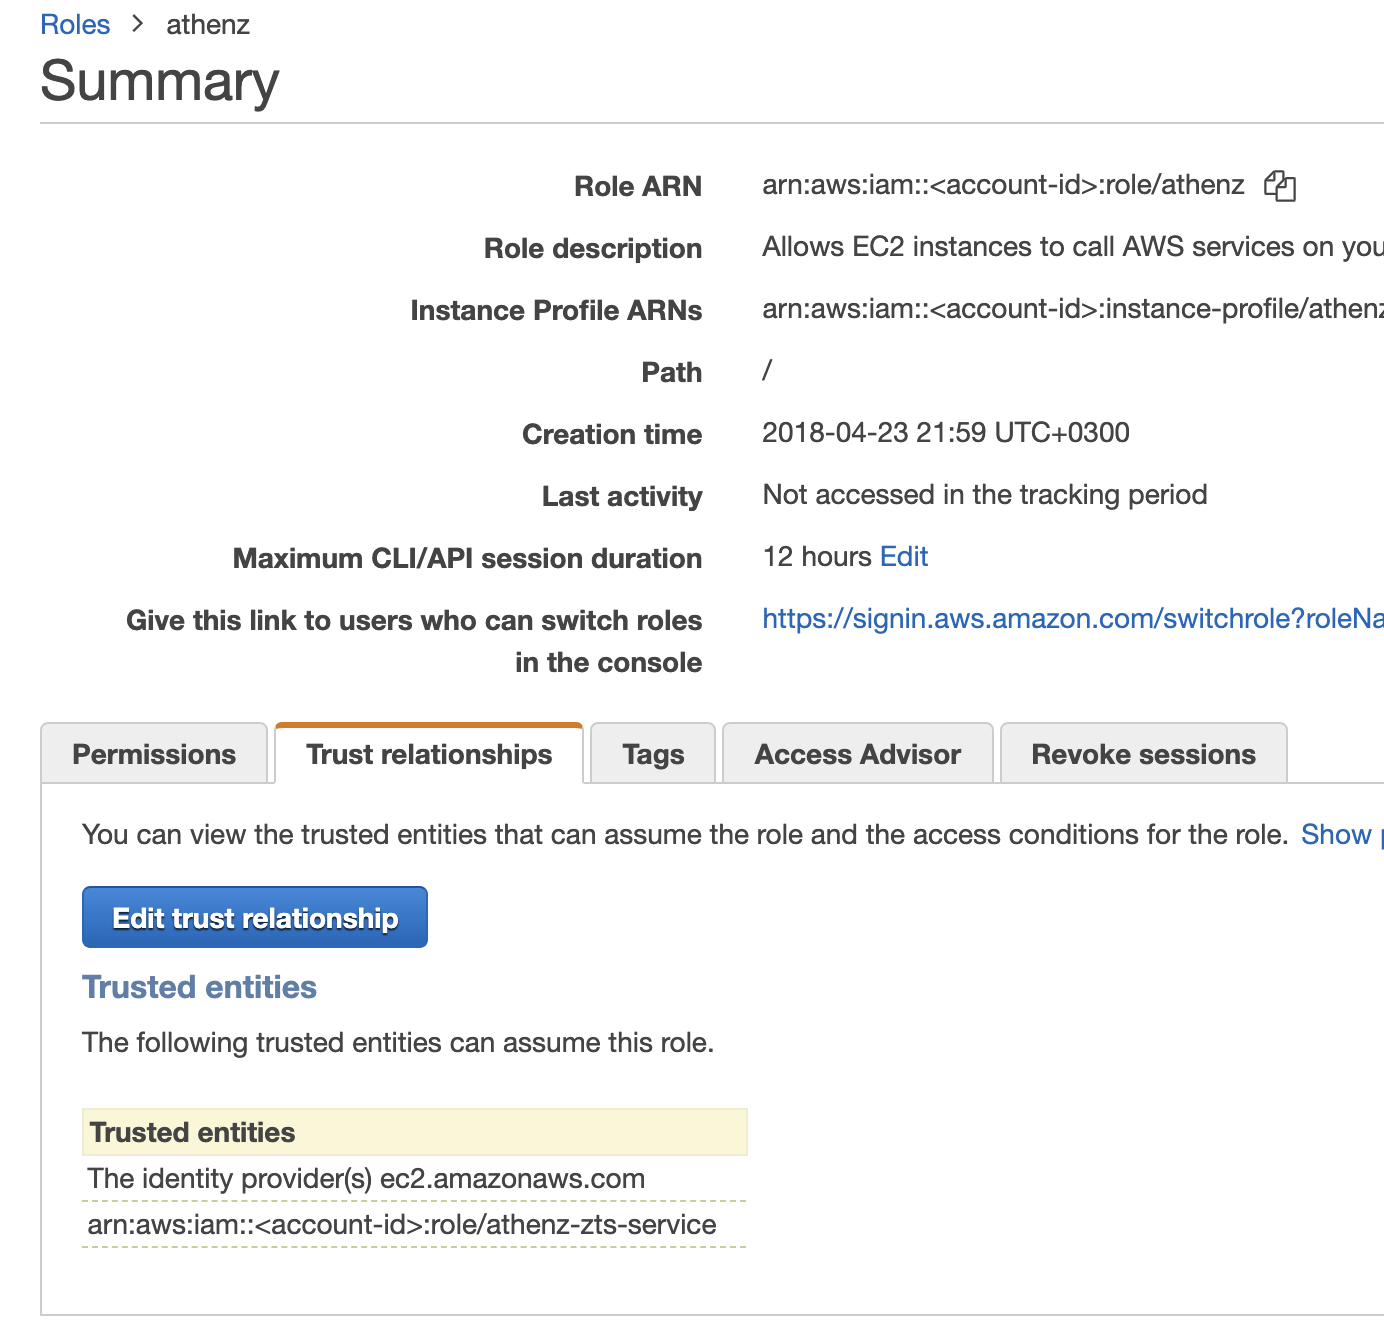 Roles > athenz
Summary
Role ARN arn:aws:iam::<account-id>:role/athenz
Role description Allows EC2 instances to call AWS services on you
Instance Profile ARNs arn:aws:iam::<account-id>:instance-profile/athenz
Path /
Creation time 2018-04-23 21:59 UTC+0300
Last activity Not accessed in the tracking period
Maximum CLI/API session duration 12 hours Edit
Give this link to users who can switch roles https://signin.aws.amazon.com/switchrole?roleNa
in the console
Permissions Trust relationships Tags Access Advisor Revoke sessions
You can view the trusted entities that can assume the role and the access conditions for the role. Show p
Edit trust relationship
Trusted entities
The following trusted entities can assume this role.
Trusted entities
The identity provider(s) ec2.amazonaws.com
arn:aws:iam::<account-id>:role/athenz-zts-service